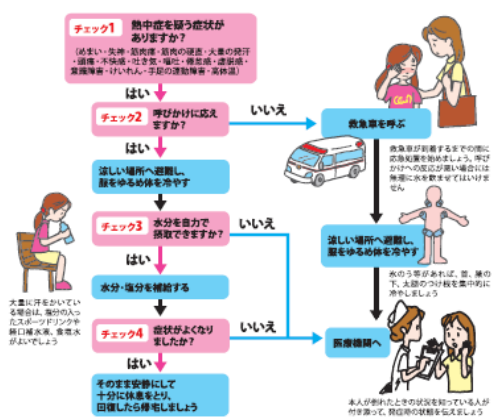 チェック1
熱中症を疑う症状が
ありますか？
（めまい・失神・筋肉痛・筋肉の硬直・大量の発汗
・頭痛・不快感・吐き気・嘔吐・倦怠感・虚脱感・
意識障害・けいれん・手足の運動障害・高体温）
はい
チェック2
呼びかけに応え
ますか？
いいえ
救急車を呼ぶ
救急車が到着するまでの間に
応急処置を始めましょう。呼び
かけへの反応が悪い場合には
無理に水を飲ませてはいけま
せん
はい
涼しい場所へ避難し、
服をゆるめ体を冷やす
チェック3
水分を自力で
摂取できますか？
いいえ
涼しい場所へ避難し、
服をゆるめ体を冷やす
氷のう等があれば、首、腋の
下、太腿のつけ根を集中的に
冷やしましょう
はい
大量に汗をかいている
場合は、塩分の入った
スポーツドリンクや
経口補水液、食塩水
がよいでしょう
水分・塩分を補給する
チェック4
症状がよくなり
ましたか？
いいえ
医療機関へ
はい
そのまま安静にして
十分に休息をとり、
回復したら帰宅しましょう
本人が倒れたときの状況を知っている人が
付き添って、発症時の状態を伝えましょう